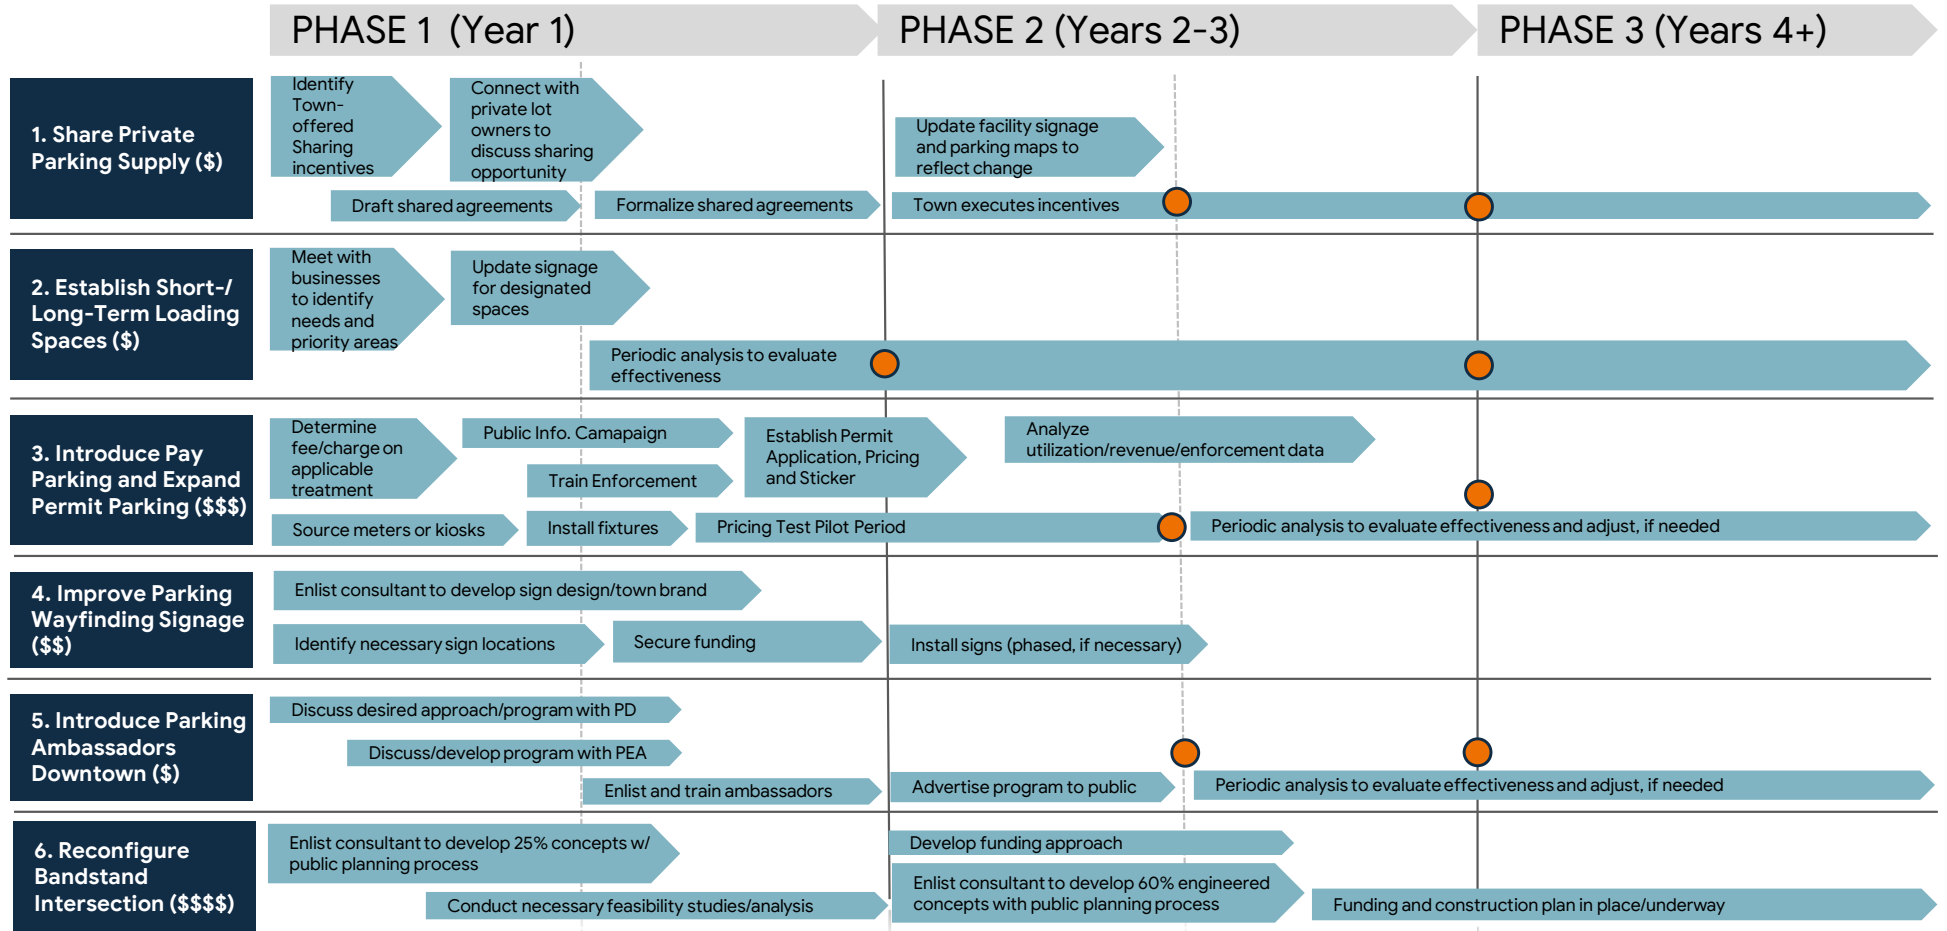 PHASE 1 (Year 1)
PHASE 2 (Years 2-3)
PHASE 3 (Years 4+)
1. Share Private
Parking Supply ($)
Identify
Town-
offered
Sharing
incentives
Connect with
private lot
owners to
discuss sharing
opportunity
Update facility signage
and parking maps to
reflect change
Draft shared agreements
Formalize shared agreements
Town executes incentives
2. Establish Short-/
Long-Term Loading
Spaces ($)
Meet with
businesses
to identify
needs and
priority areas
Update signage
for designated
spaces
Periodic analysis to evaluate
effectiveness
3. Introduce Pay
Parking and Expand
Permit Parking ($$$)
Determine
fee/charge on
applicable
treatment
Public Info. Camapaign
Train Enforcement
Establish Permit
Application, Pricing
and Sticker
Analyze
utilization/revenue/enforcement data
Source meters or kiosks
Install fixtures
Pricing Test Pilot Period
Periodic analysis to evaluate effectiveness and adjust, if needed
4. Improve Parking
Wayfinding Signage
($$)
Enlist consultant to develop sign design/town brand
Identify necessary sign locations
Secure funding
Install signs (phased, if necessary)
5. Introduce Parking
Ambassadors
Downtown ($)
Discuss desired approach/program with PD
Discuss/develop program with PEA
Enlist and train ambassadors
Advertise program to public
Periodic analysis to evaluate effectiveness and adjust, if needed
6. Reconfigure
Bandstand
Intersection ($$$$)
Enlist consultant to develop 25% concepts w/
public planning process
Conduct necessary feasibility studies/analysis
Develop funding approach
Enlist consultant to develop 60% engineered
concepts with public planning process
Funding and construction plan in place/underway